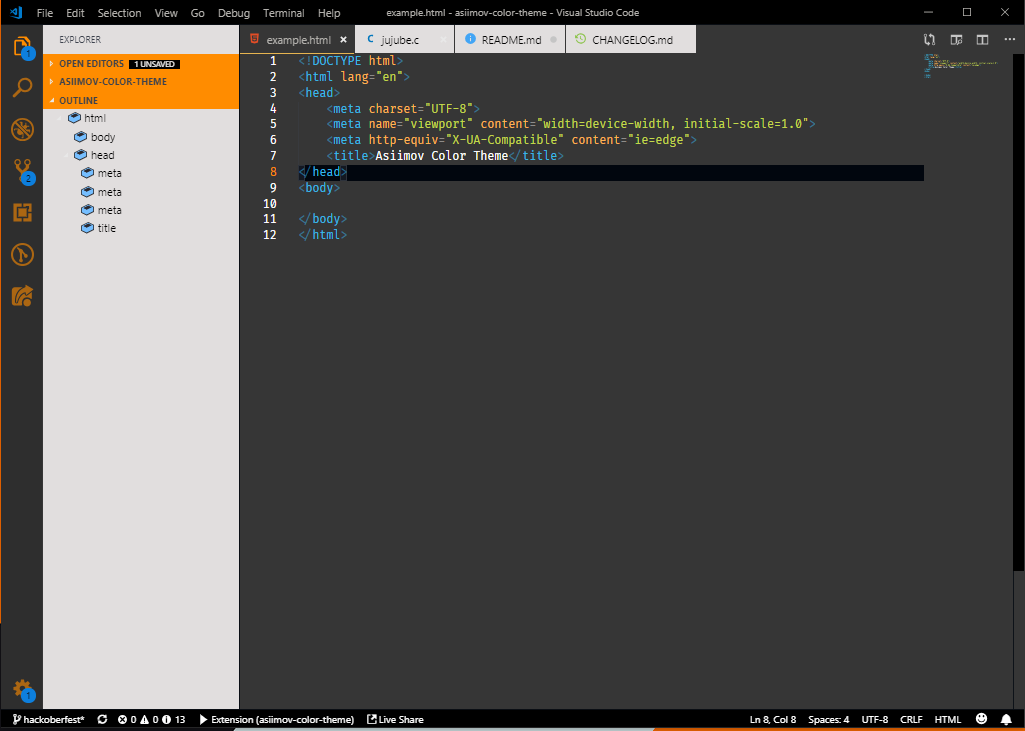 File Edit Selection View Go Debug Terminal Help example.html - asiimov-color-theme - Visual Studio Code
EXPLORER
OPEN EDITORS 1 UNSAVED
ASIIMOV-COLOR-THEME
OUTLINE
html
body
head
meta
meta
meta
title
1
2
example.html × jujube.c README.md CHANGELOG.md
1 <!DOCTYPE html>
2 <html lang="en">
3 <head>
4 <meta charset="UTF-8">
5 <meta name="viewport" content="width=device-width, initial-scale=1.0">
6 <meta http-equiv="X-UA-Compatible" content="ie=edge">
7 <title>Asiimov Color Theme</title>
8 </head>
9 <body>
10
11 </body>
12 </html>
1
hackoberfest* 0 0 13 Extension (asiimov-color-theme) Live Share Ln 8, Col 8 Spaces: 4 UTF-8 CRLF HTML